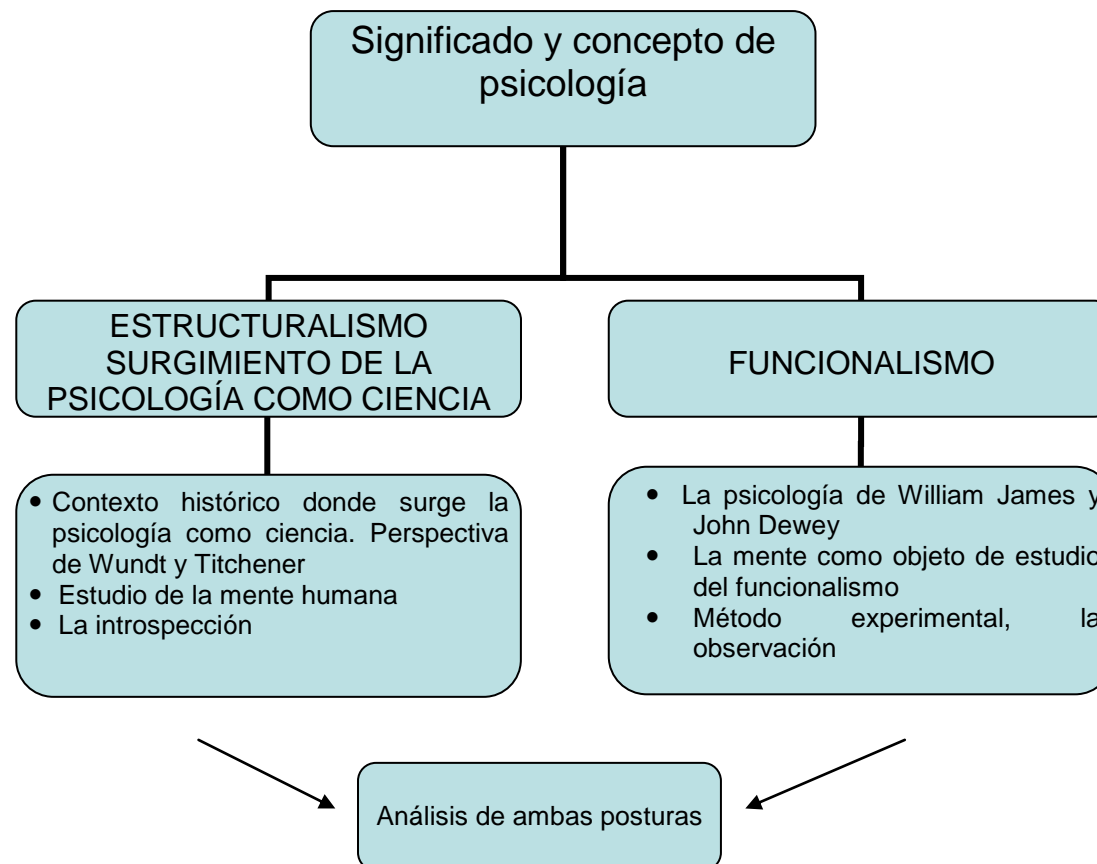 Significado y concepto de
psicología
ESTRUCTURALISMO
SURGIMIENTO DE LA
PSICOLOGÍA COMO CIENCIA
• Contexto histórico donde surge la
psicología como ciencia. Perspectiva
de Wundt y Titchener
• Estudio de la mente humana
• La introspección
FUNCIONALISMO
• La psicología de William James y
John Dewey
• La mente como objeto de estudio
del funcionalismo
• Método experimental, la
observación
Análisis de ambas posturas